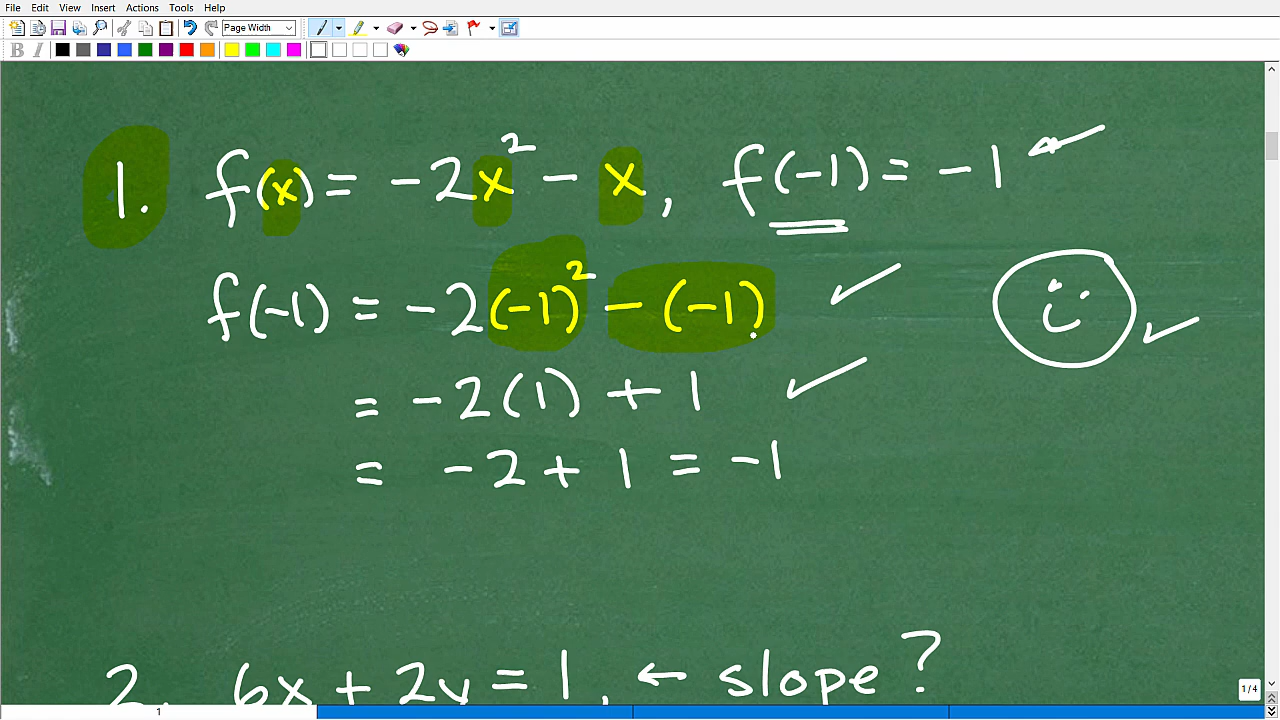 File Edit View Insert Actions Tools Help
Page Width
B I
1. f(x) = -2x² - x, f(-1) = -1
f(-1) = -2(-1)² - (-1)
= -2(1) + 1
= -2 + 1 = -1
2. 6x + 2y = 1, ← slope?
1/4
1